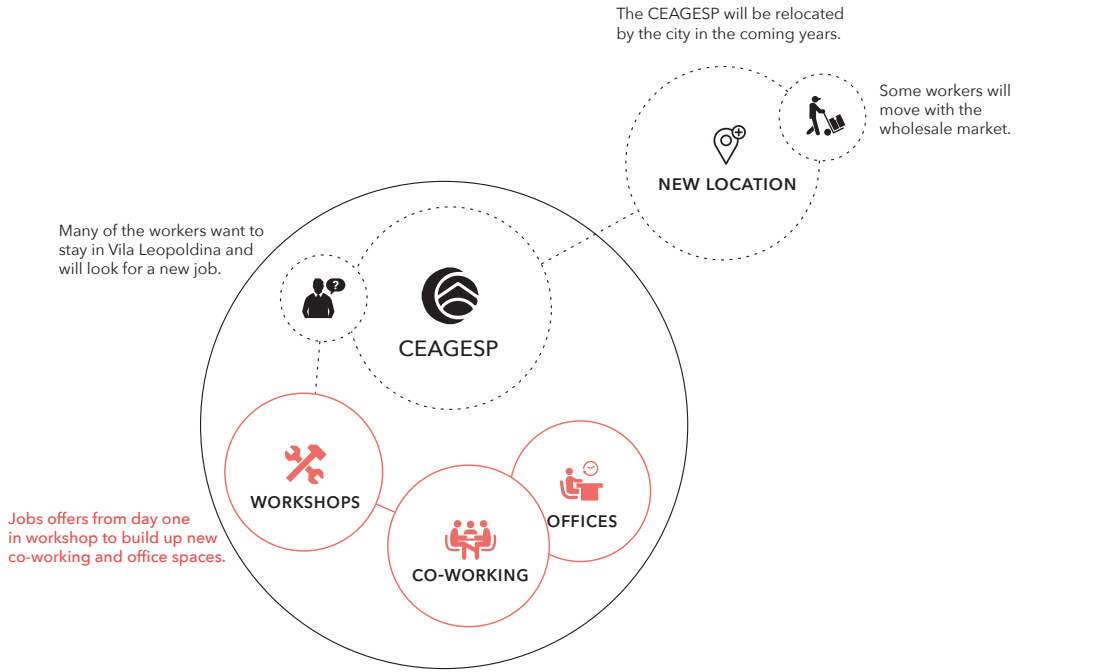 The CEAGESP will be relocated
by the city in the coming years.
Some workers will
move with the
wholesale market.
NEW LOCATION
Many of the workers want to
stay in Vila Leopoldina and
will look for a new job.
?
CEAGESP
WORKSHOPS
OFFICES
CO-WORKING
Jobs offers from day one
in workshop to build up new
co-working and office spaces.